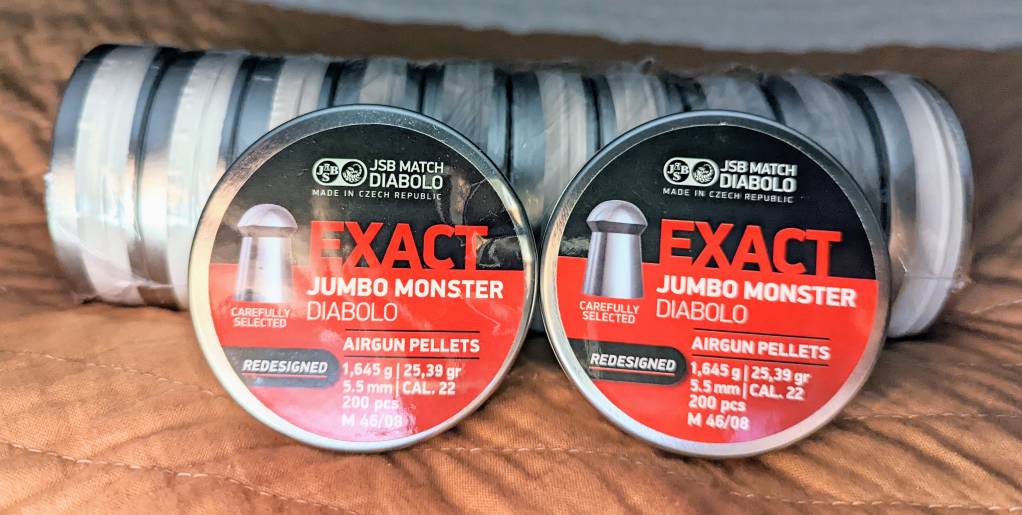 JSB
JSB MATCH
DIABOLO
MADE IN CZECH REPUBLIC
EXACT
JUMBO MONSTER
DIABOLO
CAREFULLY
SELECTED
AIRGUN PELLETS
REDESIGNED
1,645 g | 25,39 gr
5.5 mm | CAL. 22
200 pcs
M 46/08
JSB
JSB MATCH
DIABOLO
MADE IN CZECH REPUBLIC
EXACT
JUMBO MONSTER
DIABOLO
CAREFULLY
SELECTED
AIRGUN PELLETS
REDESIGNED
1,645 g | 25,39 gr
5.5 mm | CAL. 22
200 pcs
M 46/08